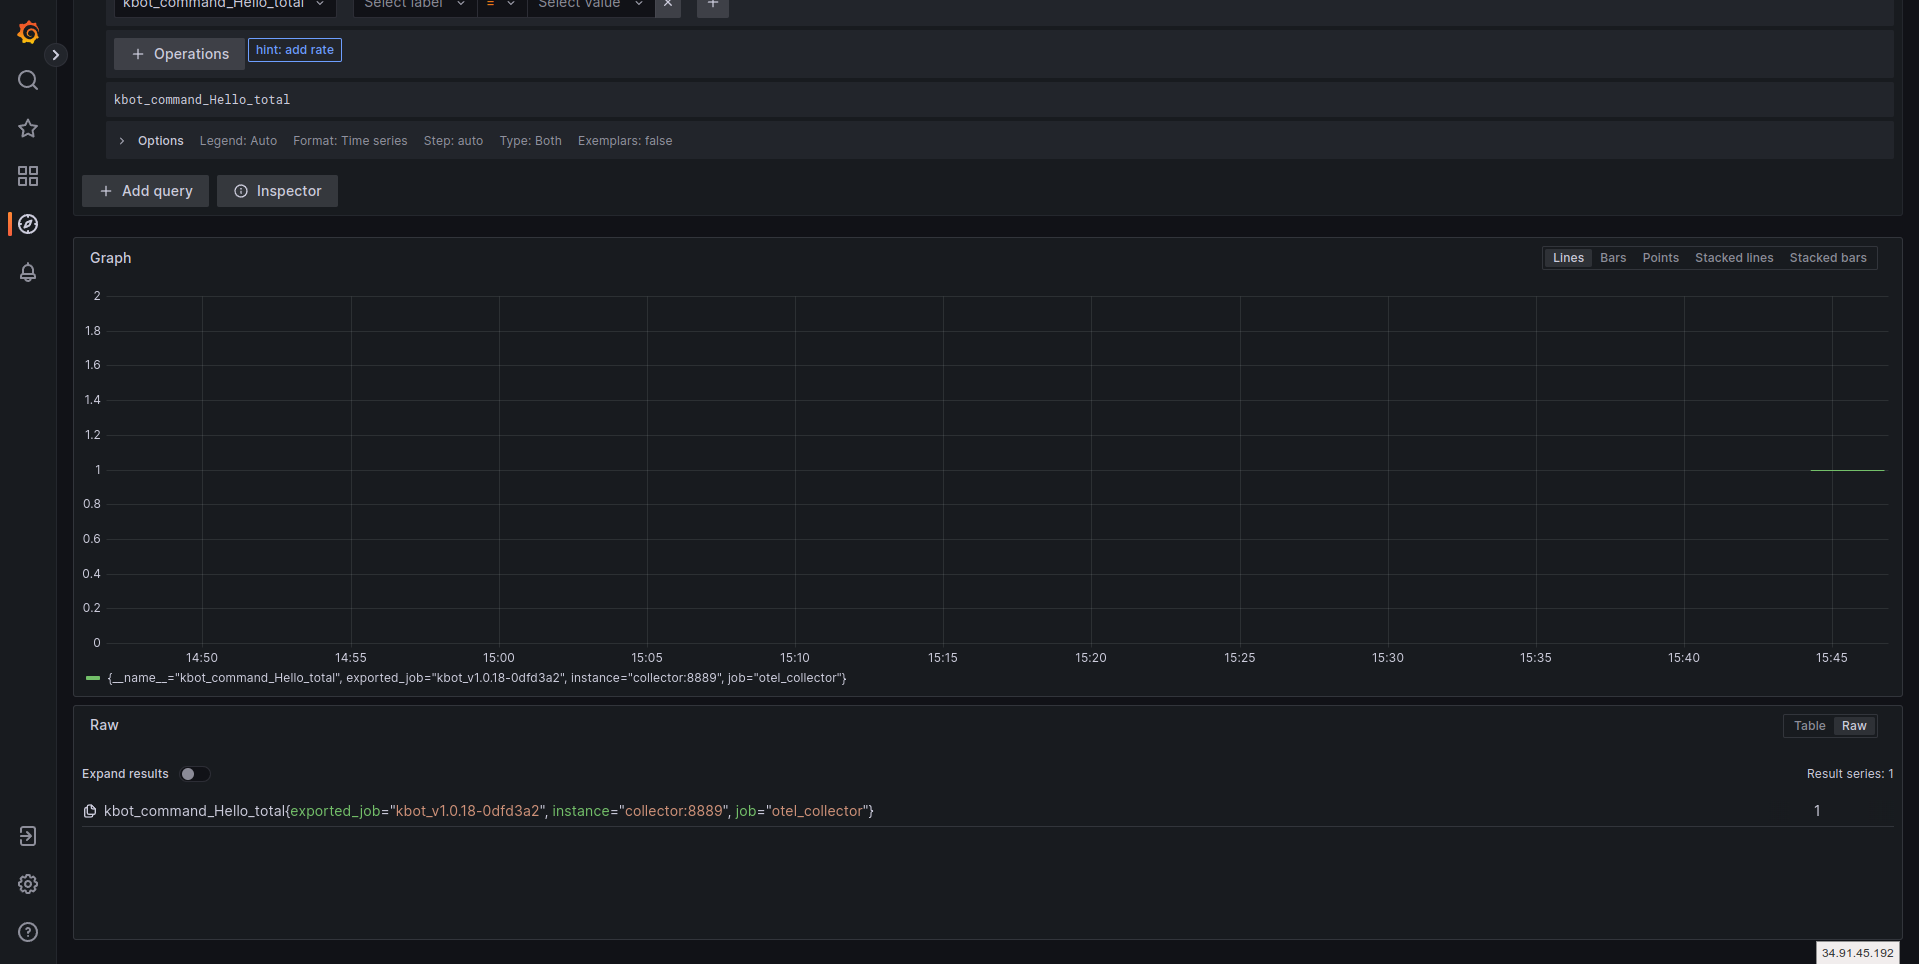 kbot_command_Hello_total Select label = Select value
+ Operations hint: add rate
kbot_command_Hello_total
Options Legend: Auto Format: Time series Step: auto Type: Both Exemplars: false
+ Add query Inspector
Graph Lines Bars Points Stacked lines Stacked bars
2
1.8
1.6
1.4
1.2
1
0.8
0.6
0.4
0.2
0
14:50 14:55 15:00 15:05 15:10 15:15 15:20 15:25 15:30 15:35 15:40 15:45
{__name__="kbot_command_Hello_total", exported_job="kbot_v1.0.18-0dfd3a2", instance="collector:8889", job="otel_collector"}
Raw Table Raw
Expand results Result series: 1
kbot_command_Hello_total{exported_job="kbot_v1.0.18-0dfd3a2", instance="collector:8889", job="otel_collector"} 1
34.91.45.192